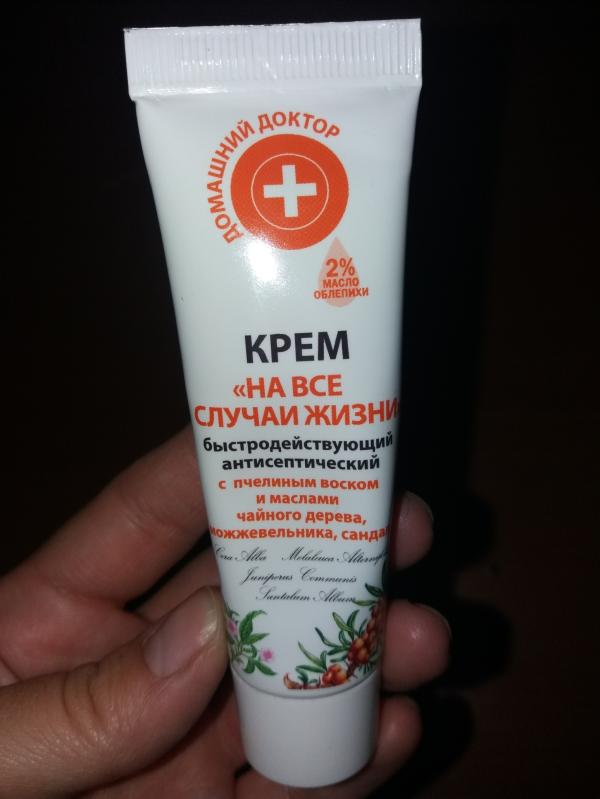 ДОМАШНИЙ ДОКТОР
2%
МАСЛО
ОБЛЕПИХИ
КРЕМ
«НА ВСЕ
СЛУЧАИ ЖИЗНИ»
быстродействующий
антисептический
с пчелиным воском
и маслами
чайного дерева,
можжевельника,
Cera Alba Melaleuca
Juniperus Communis
Santalum Album